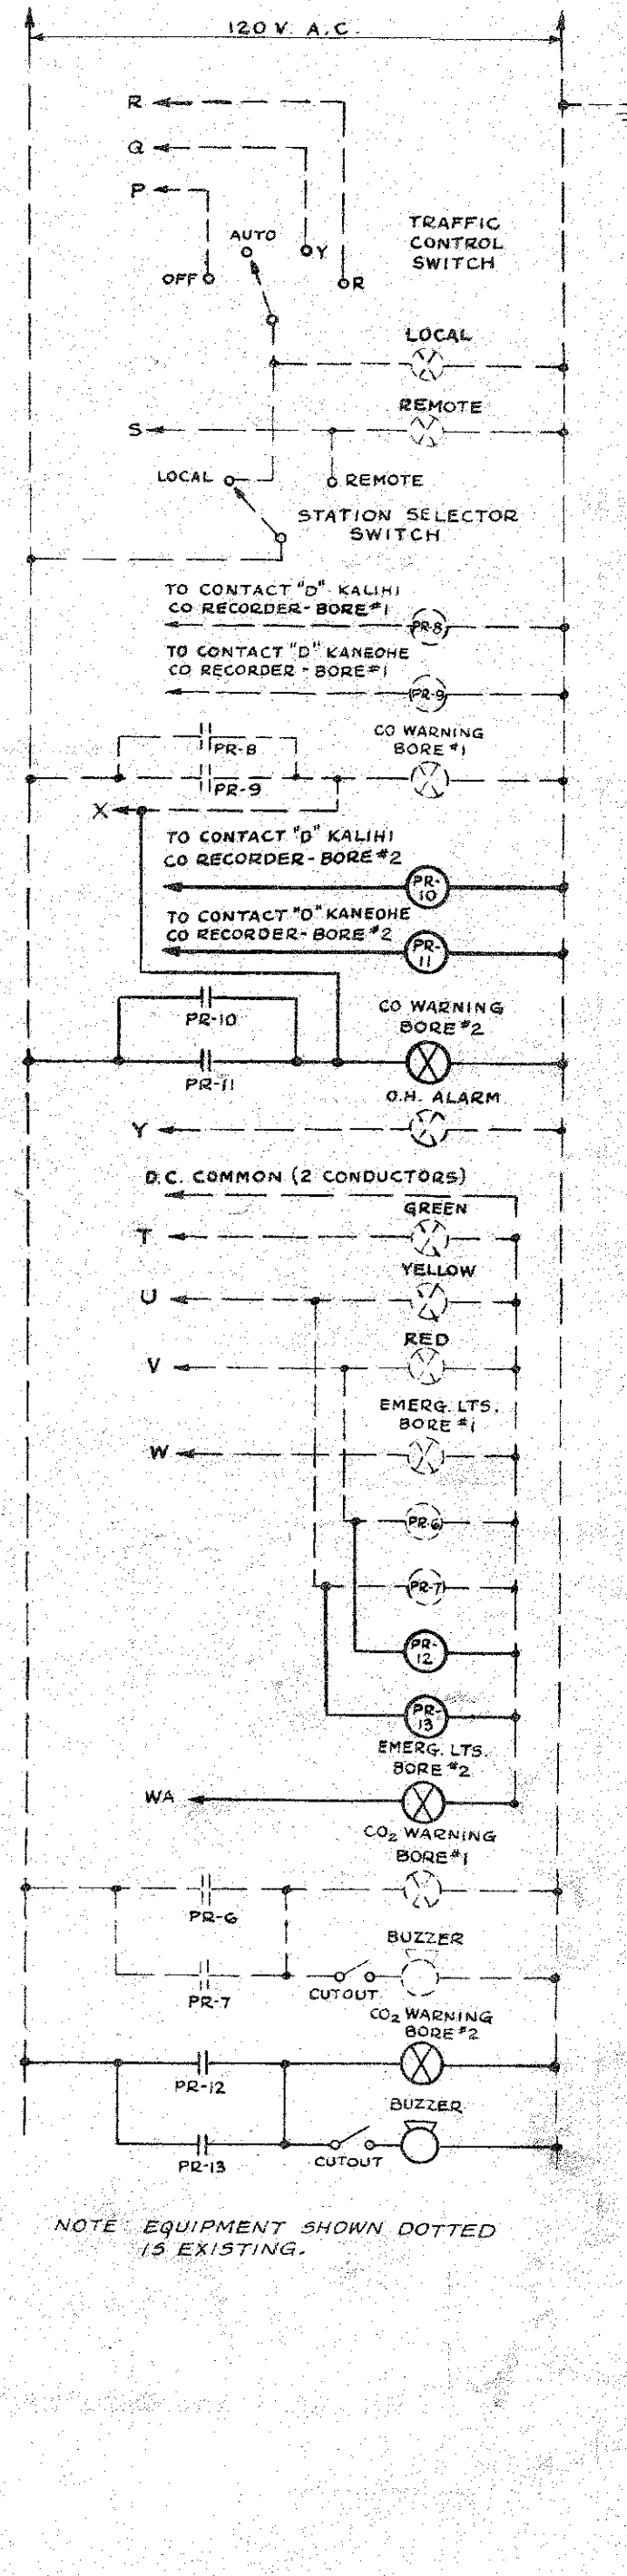 120 V. A.C.
R
Q
P
AUTO
Y
OFF
R
TRAFFIC
CONTROL
SWITCH
LOCAL
REMOTE
S
LOCAL
REMOTE
STATION SELECTOR
SWITCH
TO CONTACT "D" KALIHI
CO RECORDER - BORE #1
PR-8
TO CONTACT "D" KANEOHE
CO RECORDER - BORE #1
PR-9
PR-8
CO WARNING
BORE #1
PR-9
X
TO CONTACT "D" KALIHI
CO RECORDER - BORE #2
PR-
10
TO CONTACT "D" KANEOHE
CO RECORDER - BORE #2
PR-
11
PR-10
CO WARNING
BORE #2
PR-11
O.H. ALARM
Y
D.C. COMMON (2 CONDUCTORS)
GREEN
T
YELLOW
U
RED
V
EMERG. LTS.
BORE #1
W
PR-6
PR-7
PR-
12
PR-
13
EMERG. LTS.
BORE #2
WA
CO₂ WARNING
BORE #1
PR-6
BUZZER
PR-7
CUTOUT
CO₂ WARNING
BORE #2
PR-12
BUZZER
PR-13
CUTOUT
NOTE: EQUIPMENT SHOWN DOTTED
IS EXISTING.